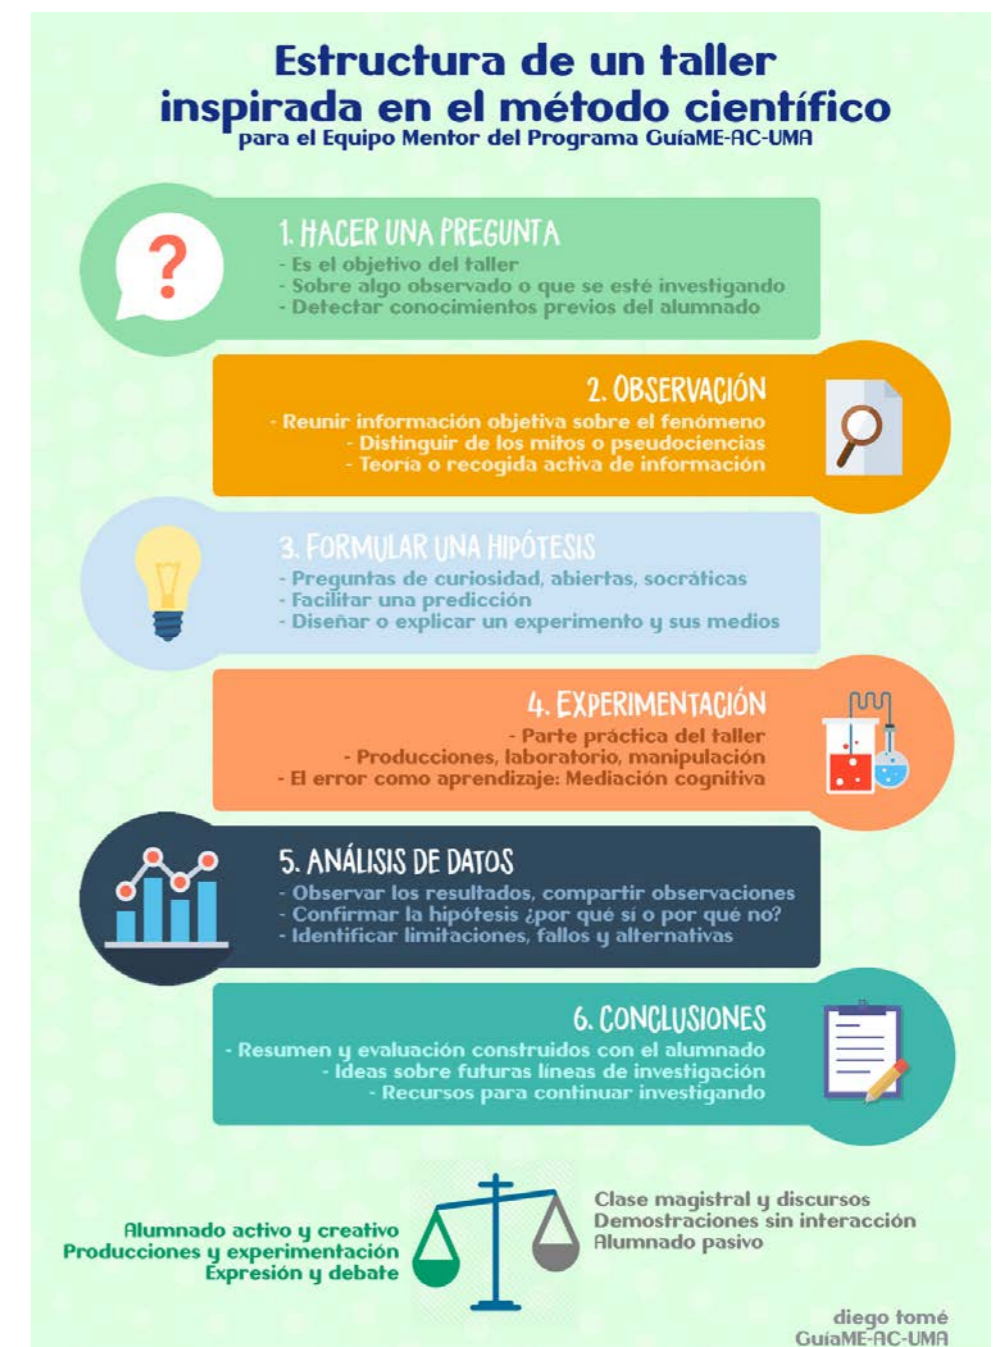 Estructura de un taller
inspirada en el método científico
para el Equipo Mentor del Programa GuíaME-AC-UMA
?
1. HACER UNA PREGUNTA
- Es el objetivo del taller
- Sobre algo observado o que se esté investigando
- Detectar conocimientos previos del alumnado
2. OBSERVACIÓN
- Reunir información objetiva sobre el fenómeno
- Distinguir de los mitos o pseudociencias
- Teoría o recogida activa de información
3. FORMULAR UNA HIPÓTESIS
- Preguntas de curiosidad, abiertas, socráticas
- Facilitar una predicción
- Diseñar o explicar un experimento y sus medios
4. EXPERIMENTACIÓN
- Parte práctica del taller
- Producciones, laboratorio, manipulación
- El error como aprendizaje: Mediación cognitiva
5. ANÁLISIS DE DATOS
- Observar los resultados, compartir observaciones
- Confirmar la hipótesis ¿por qué sí o por qué no?
- Identificar limitaciones, fallos y alternativas
6. CONCLUSIONES
- Resumen y evaluación construidos con el alumnado
- Ideas sobre futuras líneas de investigación
- Recursos para continuar investigando
Alumnado activo y creativo
Producciones y experimentación
Expresión y debate
Clase magistral y discursos
Demostraciones sin interacción
Alumnado pasivo
diego tomé
GuíaME-AC-UMA